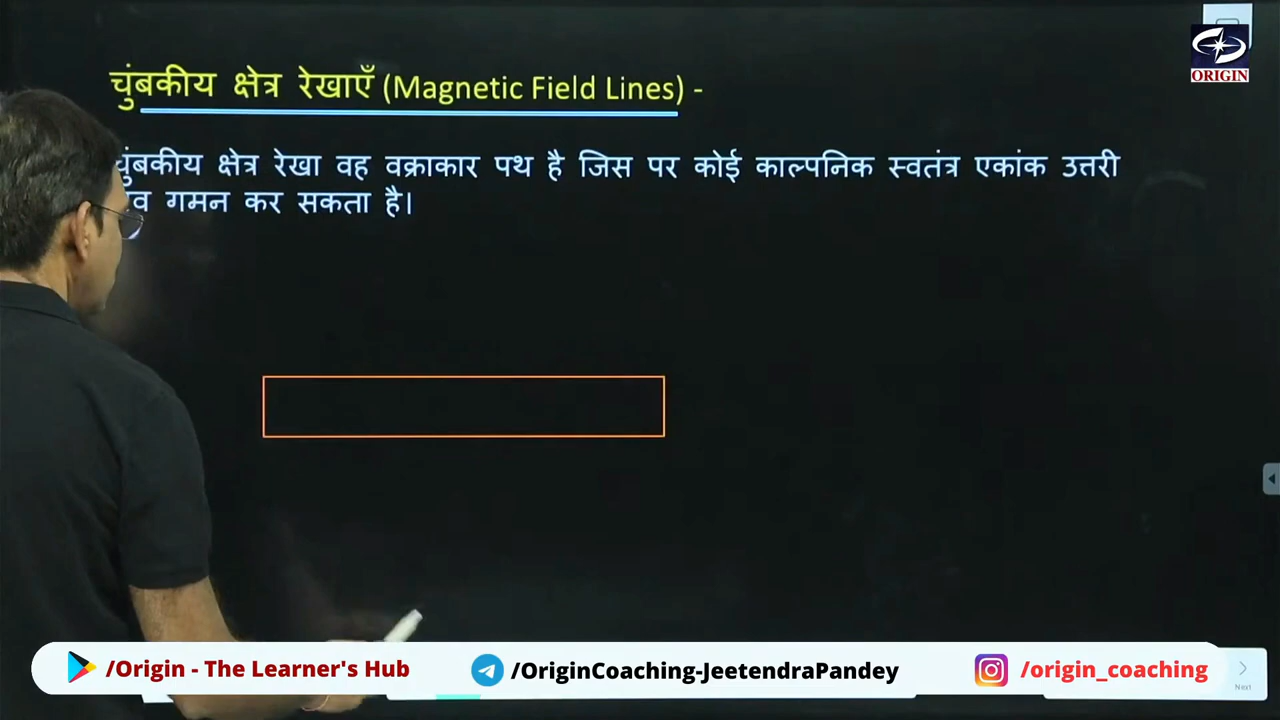 चुंबकीय क्षेत्र रेखाएँ (Magnetic Field Lines) -
चुंबकीय क्षेत्र रेखा वह वक्राकार पथ है जिस पर कोई काल्पनिक स्वतंत्र एकांक उत्तरी
गमन कर सकता है।
ORIGIN
/Origin - The Learner's Hub
/OriginCoaching-JeetendraPandey
/origin_coaching
Next